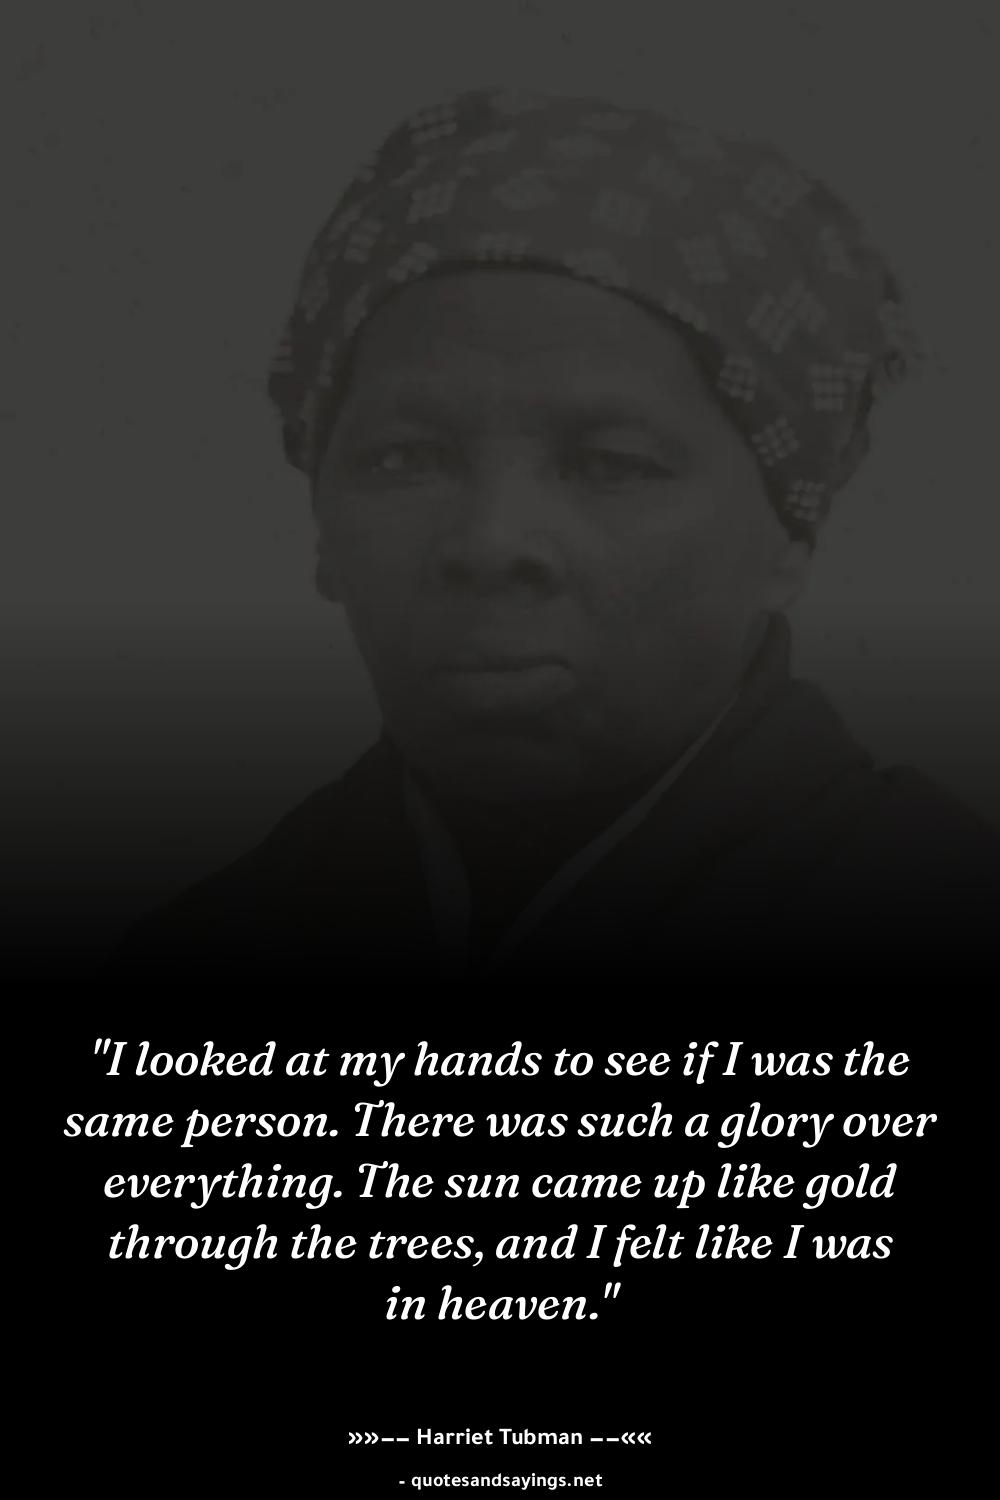 "I looked at my hands to see if I was the
same person. There was such a glory over
everything. The sun came up like gold
through the trees, and I felt like I was
in heaven."
»»–– Harriet Tubman ––««
- quotesandsayings.net